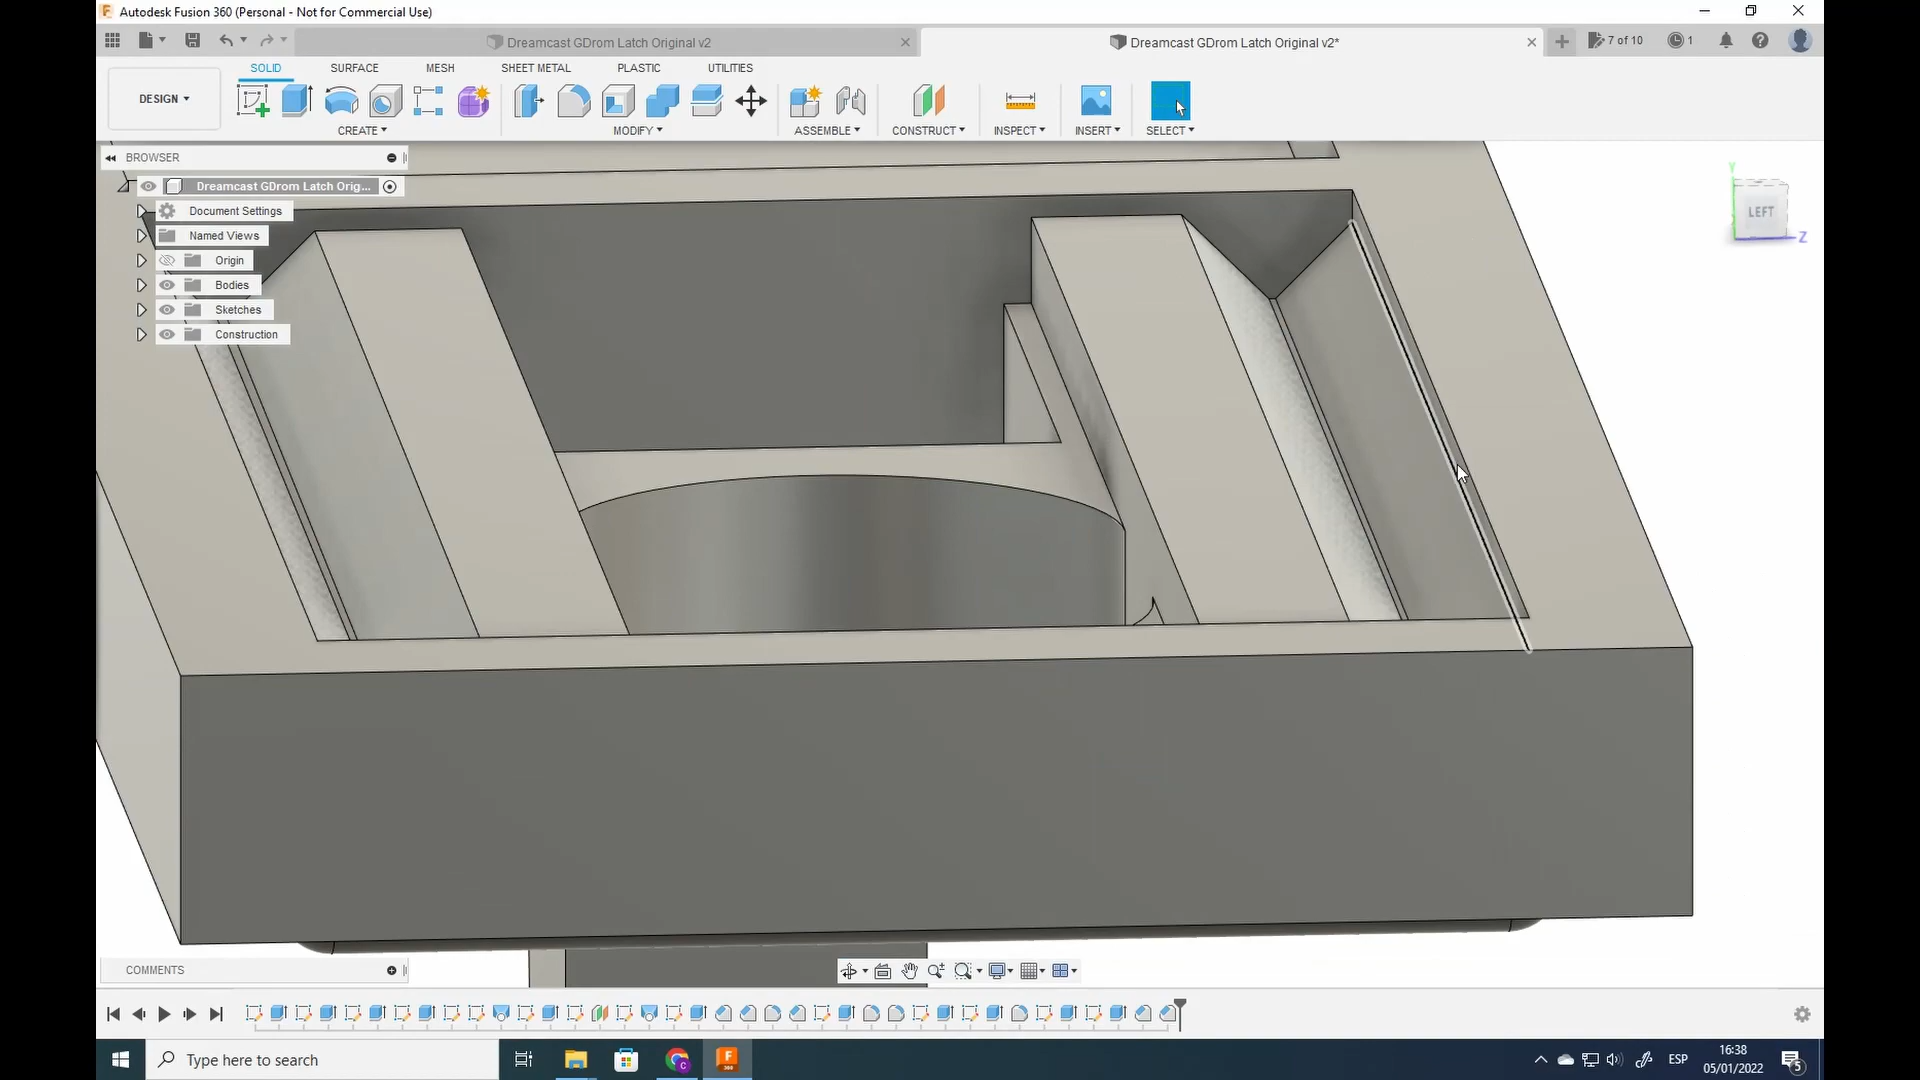 Autodesk Fusion 360 (Personal - Not for Commercial Use)
Dreamcast GDrom Latch Original v2
Dreamcast GDrom Latch Original v2*
7 of 10
1
SOLID
SURFACE
MESH
SHEET METAL
PLASTIC
UTILITIES
DESIGN
CREATE
MODIFY
ASSEMBLE
CONSTRUCT
INSPECT
INSERT
SELECT
BROWSER
Dreamcast GDrom Latch Orig...
Document Settings
Named Views
Origin
Bodies
Sketches
Construction
Y
LEFT
Z
COMMENTS
Type here to search
F
360
ESP
16:38
05/01/2022
5